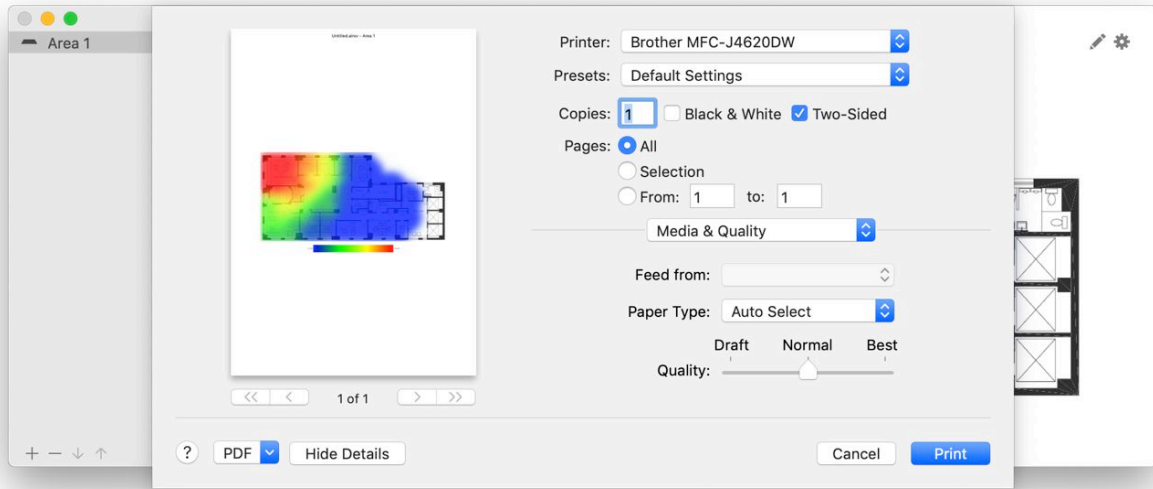 Area 1
Untitled.aires - Area 1
Printer: Brother MFC-J4620DW
Presets: Default Settings
Copies: 1 Black & White Two-Sided
Pages: All
Selection
From: 1 to: 1
Media & Quality
Feed from:
Paper Type: Auto Select
Draft Normal Best
Quality:
<< < 1 of 1 > >>
? PDF Hide Details Cancel Print